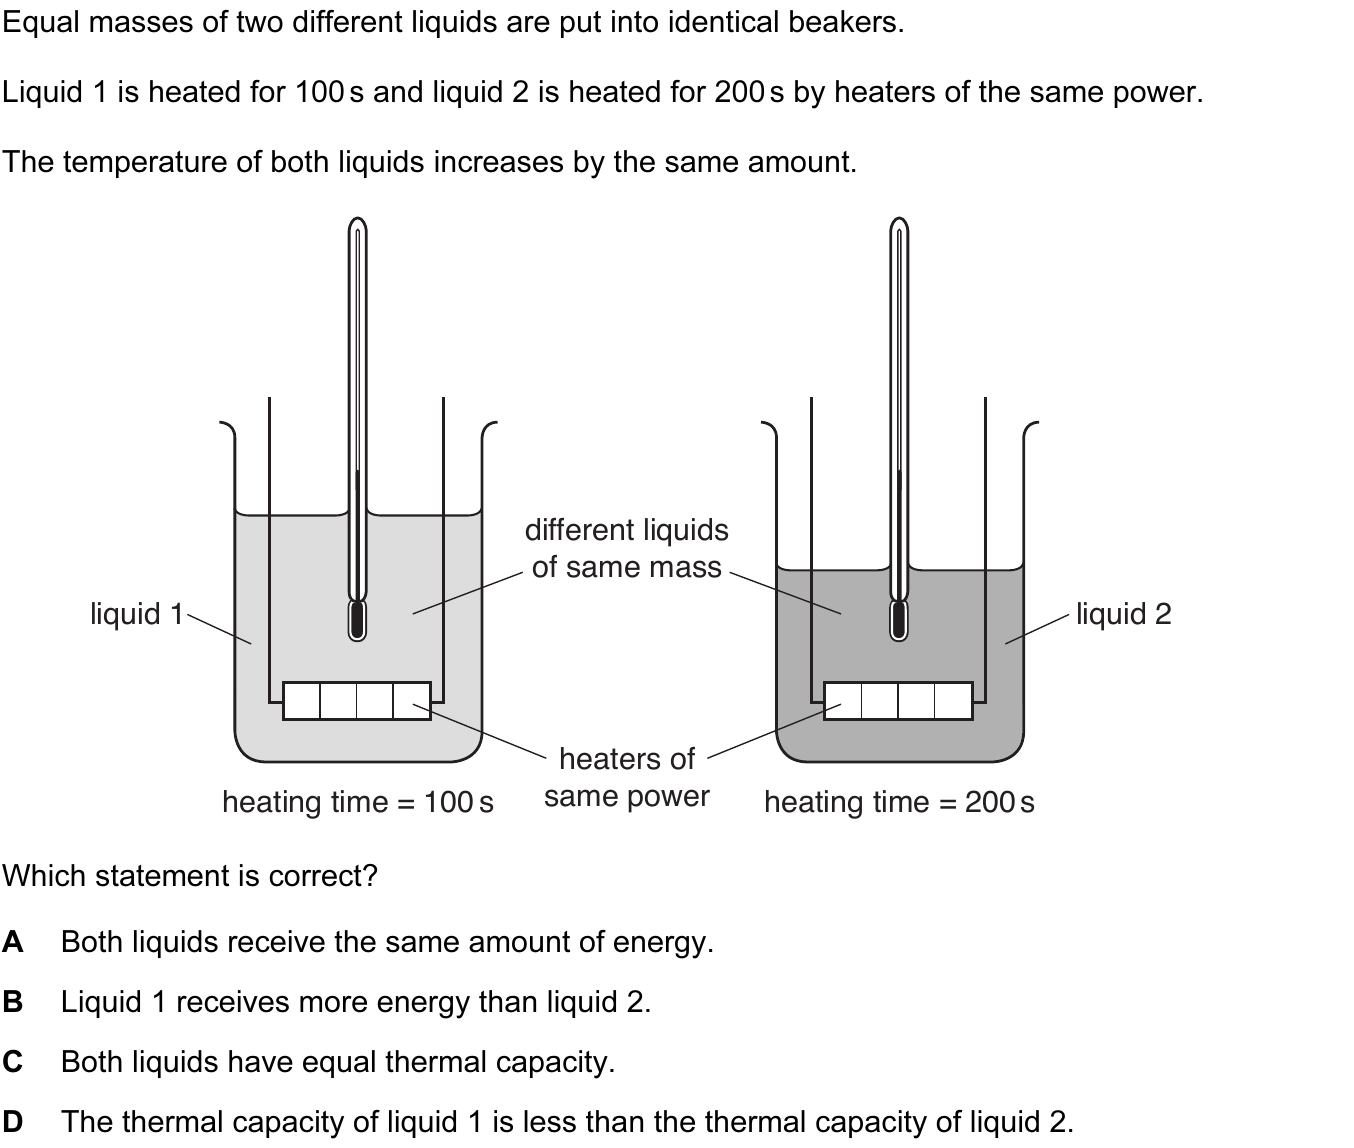 Equal masses of two different liquids are put into identical beakers.
Liquid 1 is heated for 100 s and liquid 2 is heated for 200 s by heaters of the same power.
The temperature of both liquids increases by the same amount.
different liquids
of same mass
liquid 1
liquid 2
heaters of
same power
heating time = 100 s
heating time = 200 s
Which statement is correct?
A Both liquids receive the same amount of energy.
B Liquid 1 receives more energy than liquid 2.
C Both liquids have equal thermal capacity.
D The thermal capacity of liquid 1 is less than the thermal capacity of liquid 2.